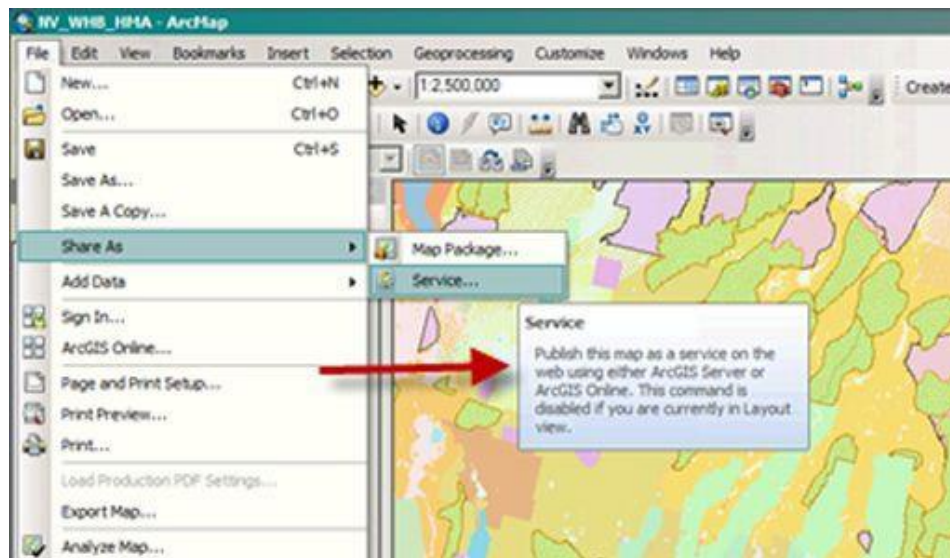 NV_WHB_HMA - ArcMap
File Edit View Bookmarks Insert Selection Geoprocessing Customize Windows Help
New... Ctrl+N
1:2,500,000
Create
Open... Ctrl+O
Save Ctrl+S
Save As...
Save A Copy...
Share As
Map Package...
Add Data
Service...
Sign In...
ArcGIS Online...
Page and Print Setup...
Print Preview...
Print...
Load Production PDF Settings...
Export Map...
Analyze Map...
Service
Publish this map as a service on the
web using either ArcGIS Server or
ArcGIS Online. This command is
disabled if you are currently in Layout
view.